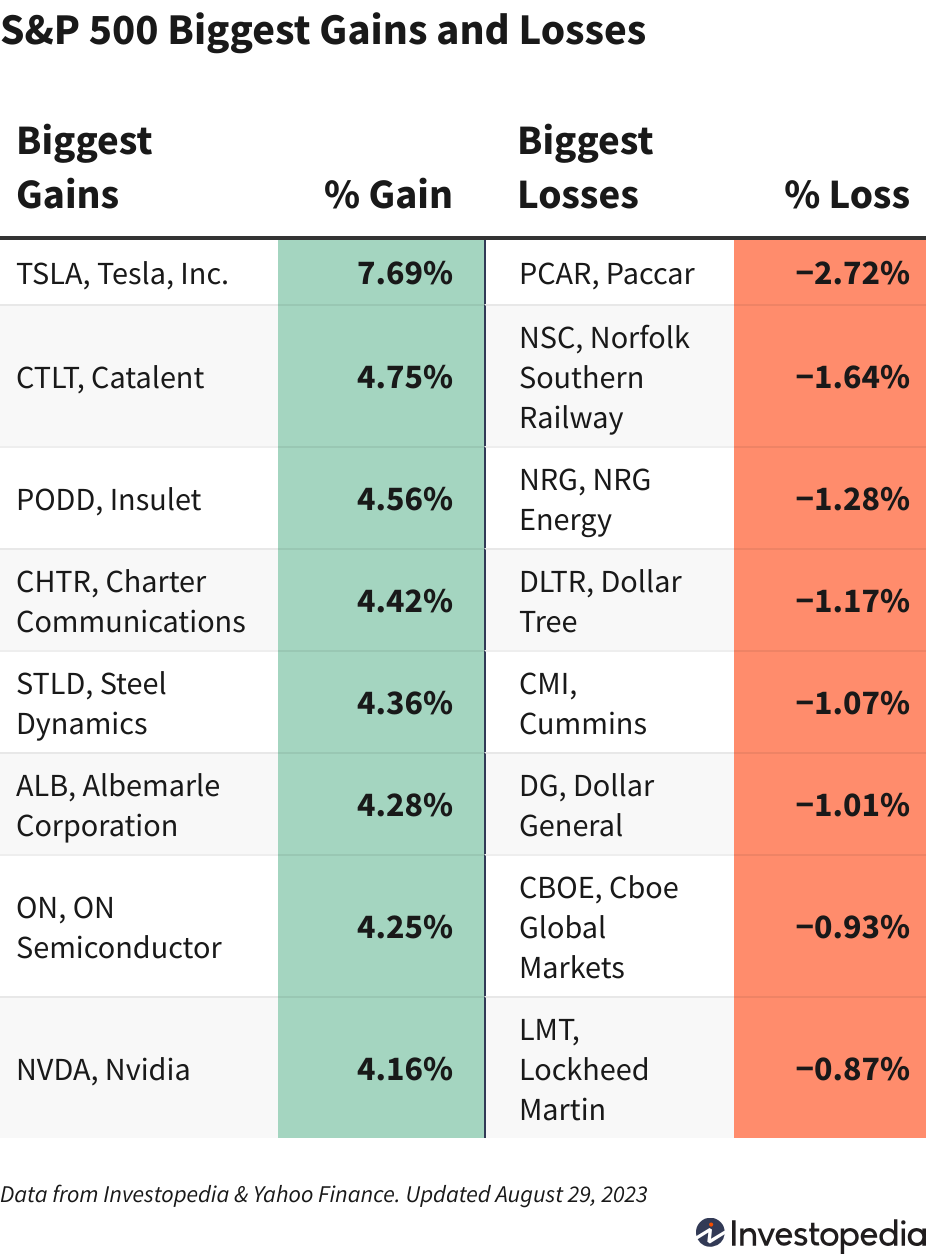 S&P 500 Biggest Gains and Losses
Biggest
Gains
% Gain
Biggest
Losses
% Loss
TSLA, Tesla, Inc.
7.69%
PCAR, Paccar
−2.72%
CTLT, Catalent
4.75%
NSC, Norfolk
Southern
Railway
−1.64%
PODD, Insulet
4.56%
NRG, NRG
Energy
−1.28%
CHTR, Charter
Communications
4.42%
DLTR, Dollar
Tree
−1.17%
STLD, Steel
Dynamics
4.36%
CMI,
Cummins
−1.07%
ALB, Albemarle
Corporation
4.28%
DG, Dollar
General
−1.01%
ON, ON
Semiconductor
4.25%
CBOE, Cboe
Global
Markets
−0.93%
NVDA, Nvidia
4.16%
LMT,
Lockheed
Martin
−0.87%
Data from Investopedia & Yahoo Finance. Updated August 29, 2023
Investopedia